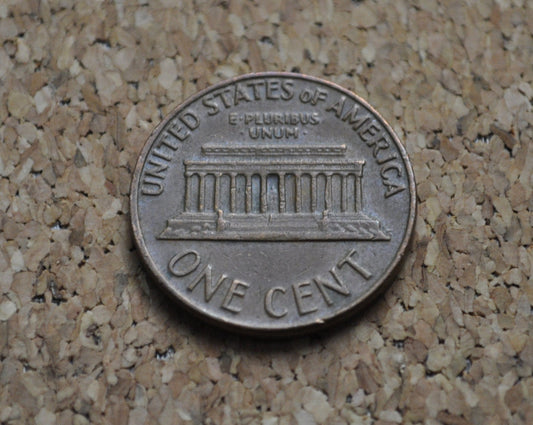 UNITED STATES OF AMERICA
E·PLURIBUS
·UNUM·
ONE CENT